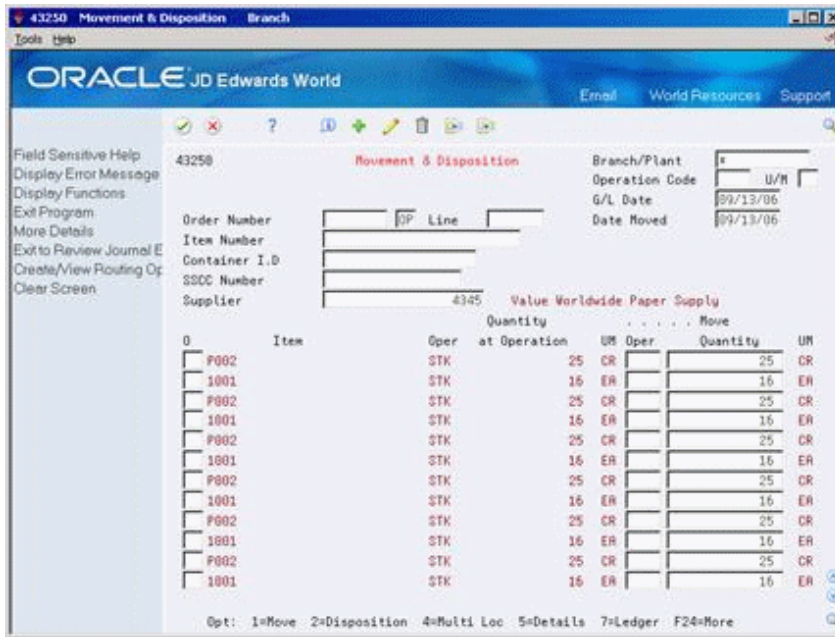 43250 Movement & Disposition Branch
Tools Help
ORACLE JD Edwards World
Email World Resources Support
Field Sensitive Help
Display Error Message
Display Functions
Exit Program
More Details
Exit to Review Journal E
Create/View Routing Op
Clear Screen
43250 Movement & Disposition Branch/Plant *
Operation Code U/M
G/L Date 09/13/06
Order Number OP Line Date Moved 09/13/06
Item Number
Container I.D
SSCC Number
Supplier 4345 Value Worldwide Paper Supply
Quantity . . . . . Move
O Item Oper at Operation UM Oper Quantity UM
P002 STK 25 CR 25 CR
1001 STK 16 EA 16 EA
P002 STK 25 CR 25 CR
1001 STK 16 EA 16 EA
P002 STK 25 CR 25 CR
1001 STK 16 EA 16 EA
P002 STK 25 CR 25 CR
1001 STK 16 EA 16 EA
P002 STK 25 CR 25 CR
1001 STK 16 EA 16 EA
P002 STK 25 CR 25 CR
1001 STK 16 EA 16 EA
Opt: 1=Move 2=Disposition 4=Multi Loc 5=Details 7=Ledger F24=More